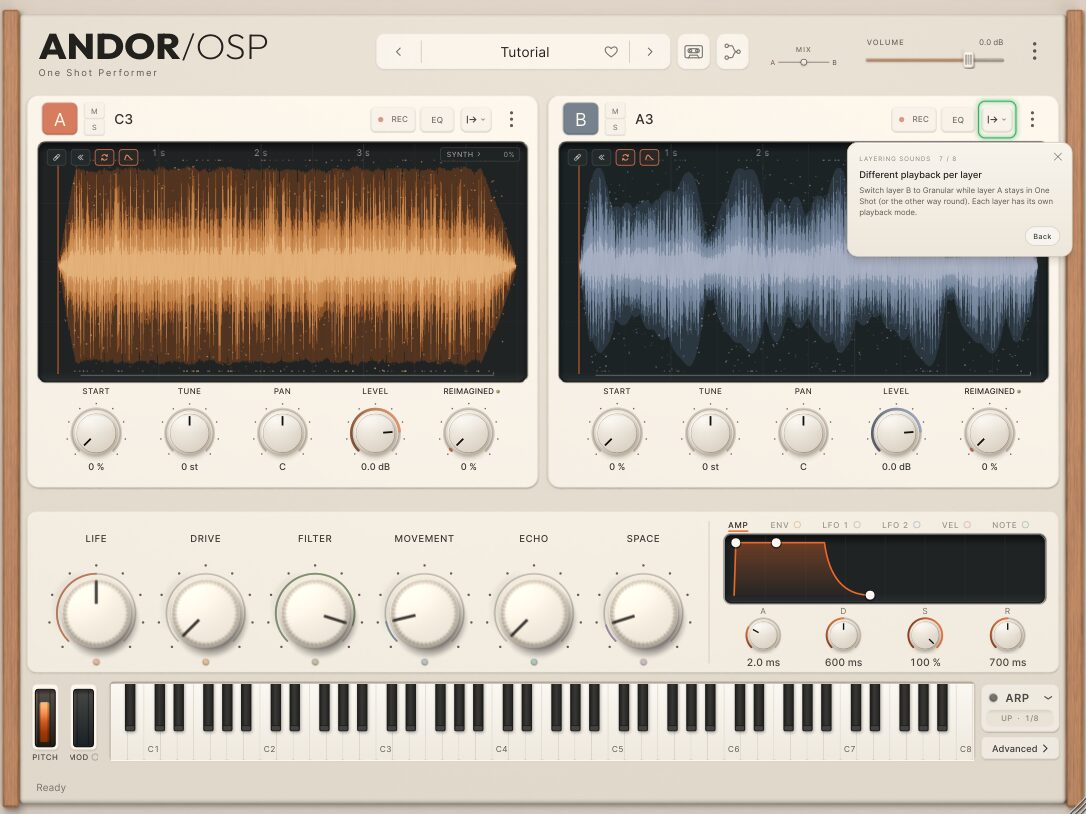 ANDOR/OSP
One Shot Performer
Tutorial
MIX
A B
VOLUME 0.0 dB
A M S C3 REC EQ
1 s 2 s 3 s SYNTH 0%
START TUNE PAN LEVEL REIMAGINED
0 % 0 st C 0.0 dB 0 %
B M S A3 REC EQ
1 s 2 s
LAYERING SOUNDS 7 / 8
Different playback per layer
Switch layer B to Granular while layer A stays in One
Shot (or the other way round). Each layer has its own
playback mode.
Back
START TUNE PAN LEVEL REIMAGINED
0 % 0 st C 0.0 dB 0 %
LIFE DRIVE FILTER MOVEMENT ECHO SPACE
AMP ENV LFO 1 LFO 2 VEL NOTE
A D S R
2.0 ms 600 ms 100 % 700 ms
PITCH MOD
C1 C2 C3 C4 C5 C6 C7 C8
ARP
UP · 1/8
Advanced
Ready